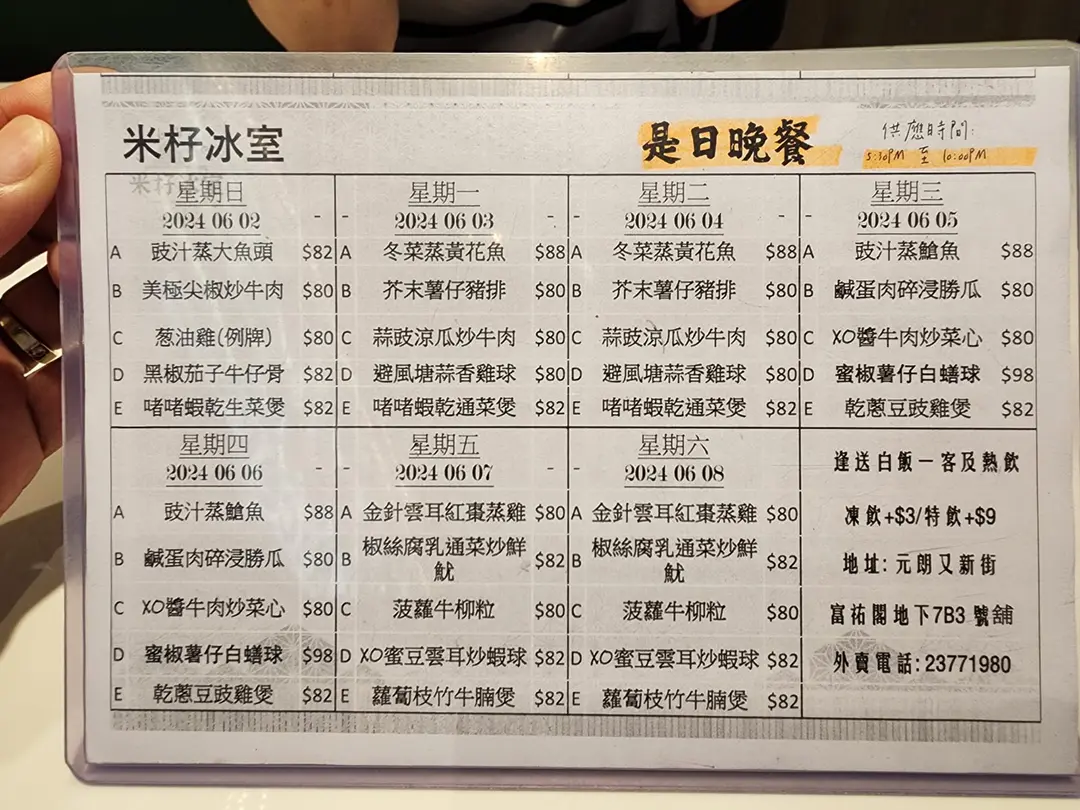 米杍冰室
是日晚餐
供應時間:
5:30PM 至 10:00PM
星期日
2024 06 02 -
A 豉汁蒸大魚頭 $82
B 美極尖椒炒牛肉 $80
C 葱油雞(例牌) $80
D 黑椒茄子牛仔骨 $82
E 啫啫蝦乾生菜煲 $82
星期一
- 2024 06 03 -
A 冬菜蒸黃花魚 $88
B 芥末薯仔豬排 $80
C 蒜豉涼瓜炒牛肉 $80
D 避風塘蒜香雞球 $80
E 啫啫蝦乾通菜煲 $82
星期二
- 2024 06 04 -
A 冬菜蒸黃花魚 $88
B 芥末薯仔豬排 $80
C 蒜豉涼瓜炒牛肉 $80
D 避風塘蒜香雞球 $80
E 啫啫蝦乾通菜煲 $82
星期三
- 2024 06 05
A 豉汁蒸鯧魚 $88
B 鹹蛋肉碎浸勝瓜 $80
C XO醬牛肉炒菜心 $80
D 蜜椒薯仔白鱔球 $98
E 乾蔥豆豉雞煲 $82
星期四
2024 06 06 -
A 豉汁蒸鯧魚 $88
B 鹹蛋肉碎浸勝瓜 $80
C XO醬牛肉炒菜心 $80
D 蜜椒薯仔白鱔球 $98
E 乾蔥豆豉雞煲 $82
星期五
- 2024 06 07 -
A 金針雲耳紅棗蒸雞 $80
B 椒絲腐乳通菜炒鮮
魷 $82
C 菠蘿牛柳粒 $80
D XO蜜豆雲耳炒蝦球 $82
E 蘿蔔枝竹牛腩煲 $82
星期六
- 2024 06 08
A 金針雲耳紅棗蒸雞 $80
B 椒絲腐乳通菜炒鮮
魷 $82
C 菠蘿牛柳粒 $80
D XO蜜豆雲耳炒蝦球 $82
E 蘿蔔枝竹牛腩煲 $82
逢送白飯一客及熱飲
凍飲+$3/特飲+$9
地址: 元朗又新街
富祐閣地下7B3 號舖
外賣電話: 23771980